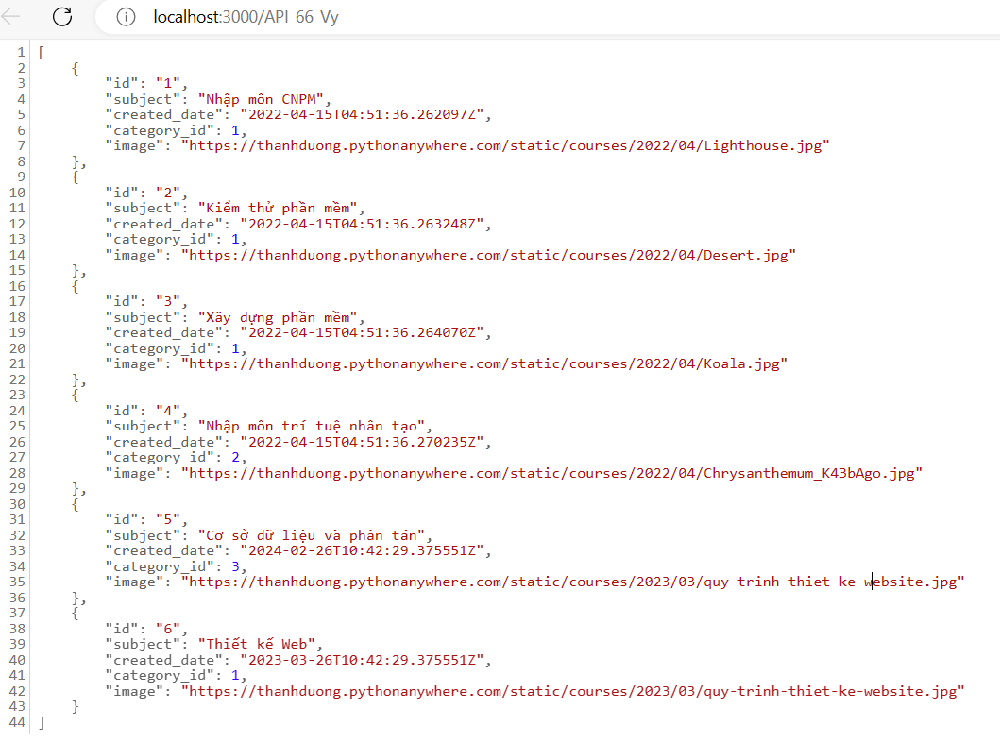 localhost:3000/API_66_Vy
1 [
2 {
3 "id": "1",
4 "subject": "Nhập môn CNPM",
5 "created_date": "2022-04-15T04:51:36.262097Z",
6 "category_id": 1,
7 "image": "https://thanhduong.pythonanywhere.com/static/courses/2022/04/Lighthouse.jpg"
8 },
9 {
10 "id": "2",
11 "subject": "Kiểm thử phần mềm",
12 "created_date": "2022-04-15T04:51:36.263248Z",
13 "category_id": 1,
14 "image": "https://thanhduong.pythonanywhere.com/static/courses/2022/04/Desert.jpg"
15 },
16 {
17 "id": "3",
18 "subject": "Xây dựng phần mềm",
19 "created_date": "2022-04-15T04:51:36.264070Z",
20 "category_id": 1,
21 "image": "https://thanhduong.pythonanywhere.com/static/courses/2022/04/Koala.jpg"
22 },
23 {
24 "id": "4",
25 "subject": "Nhập môn trí tuệ nhân tạo",
26 "created_date": "2022-04-15T04:51:36.270235Z",
27 "category_id": 2,
28 "image": "https://thanhduong.pythonanywhere.com/static/courses/2022/04/Chrysanthemum_K43bAgo.jpg"
29 },
30 {
31 "id": "5",
32 "subject": "Cơ sở dữ liệu và phân tán",
33 "created_date": "2024-02-26T10:42:29.375551Z",
34 "category_id": 3,
35 "image": "https://thanhduong.pythonanywhere.com/static/courses/2023/03/quy-trinh-thiet-ke-website.jpg"
36 },
37 {
38 "id": "6",
39 "subject": "Thiết kế Web",
40 "created_date": "2023-03-26T10:42:29.375551Z",
41 "category_id": 1,
42 "image": "https://thanhduong.pythonanywhere.com/static/courses/2023/03/quy-trinh-thiet-ke-website.jpg"
43 }
44 ]